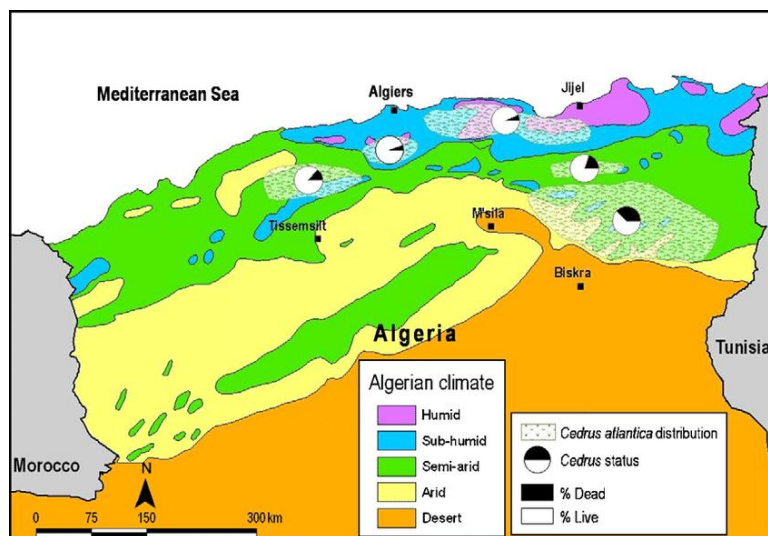 Mediterranean Sea
Algiers
Jijel
Tissemsilt
M'sila
Biskra
Algeria
Tunisia
Morocco
N
0 75 150 300 km
Algerian climate
Humid
Sub-humid
Semi-arid
Arid
Desert
Cedrus atlantica distribution
Cedrus status
% Dead
% Live